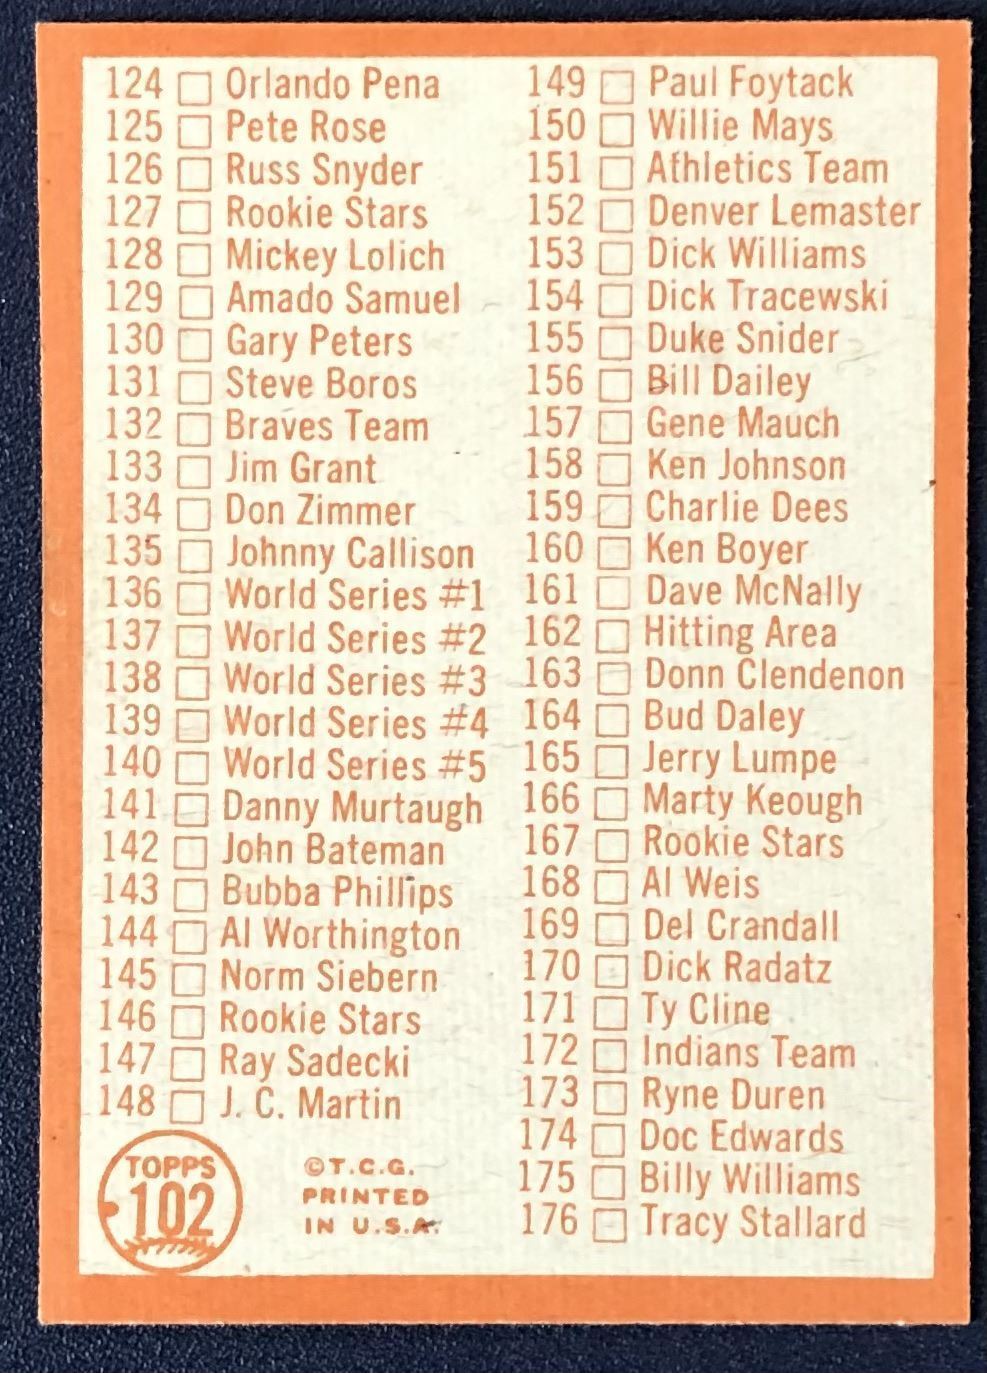 124 Orlando Pena
125 Pete Rose
126 Russ Snyder
127 Rookie Stars
128 Mickey Lolich
129 Amado Samuel
130 Gary Peters
131 Steve Boros
132 Braves Team
133 Jim Grant
134 Don Zimmer
135 Johnny Callison
136 World Series #1
137 World Series #2
138 World Series #3
139 World Series #4
140 World Series #5
141 Danny Murtaugh
142 John Bateman
143 Bubba Phillips
144 Al Worthington
145 Norm Siebern
146 Rookie Stars
147 Ray Sadecki
148 J. C. Martin
149 Paul Foytack
150 Willie Mays
151 Athletics Team
152 Denver Lemaster
153 Dick Williams
154 Dick Tracewski
155 Duke Snider
156 Bill Dailey
157 Gene Mauch
158 Ken Johnson
159 Charlie Dees
160 Ken Boyer
161 Dave McNally
162 Hitting Area
163 Donn Clendenon
164 Bud Daley
165 Jerry Lumpe
166 Marty Keough
167 Rookie Stars
168 Al Weis
169 Del Crandall
170 Dick Radatz
171 Ty Cline
172 Indians Team
173 Ryne Duren
174 Doc Edwards
175 Billy Williams
176 Tracy Stallard
TOPPS
102
©T.C.G.
PRINTED
IN U.S.A.